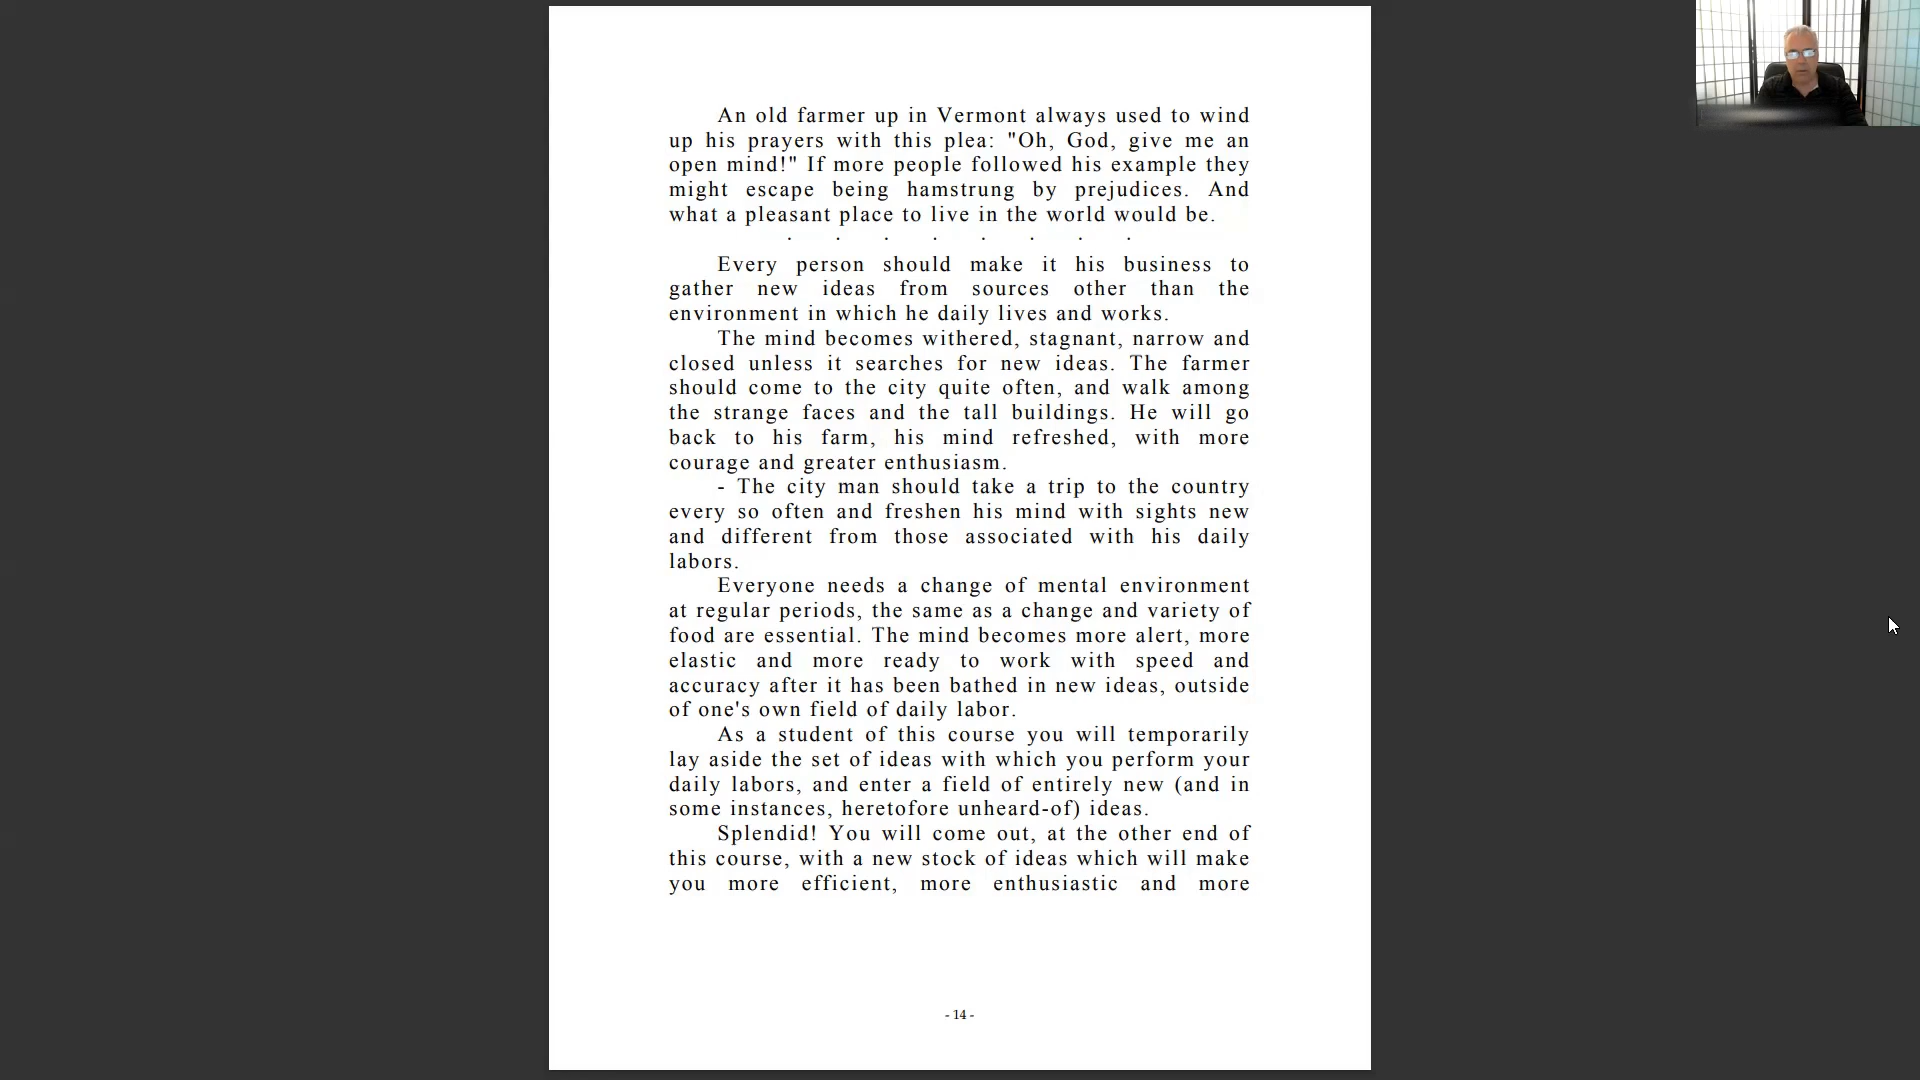 An old farmer up in Vermont always used to wind
up his prayers with this plea: "Oh, God, give me an
open mind!" If more people followed his example they
might escape being hamstrung by prejudices. And
what a pleasant place to live in the world would be.
. . . . . . . .
Every person should make it his business to
gather new ideas from sources other than the
environment in which he daily lives and works.
The mind becomes withered, stagnant, narrow and
closed unless it searches for new ideas. The farmer
should come to the city quite often, and walk among
the strange faces and the tall buildings. He will go
back to his farm, his mind refreshed, with more
courage and greater enthusiasm.
- The city man should take a trip to the country
every so often and freshen his mind with sights new
and different from those associated with his daily
labors.
Everyone needs a change of mental environment
at regular periods, the same as a change and variety of
food are essential. The mind becomes more alert, more
elastic and more ready to work with speed and
accuracy after it has been bathed in new ideas, outside
of one's own field of daily labor.
As a student of this course you will temporarily
lay aside the set of ideas with which you perform your
daily labors, and enter a field of entirely new (and in
some instances, heretofore unheard-of) ideas.
Splendid! You will come out, at the other end of
this course, with a new stock of ideas which will make
you more efficient, more enthusiastic and more
- 14 -